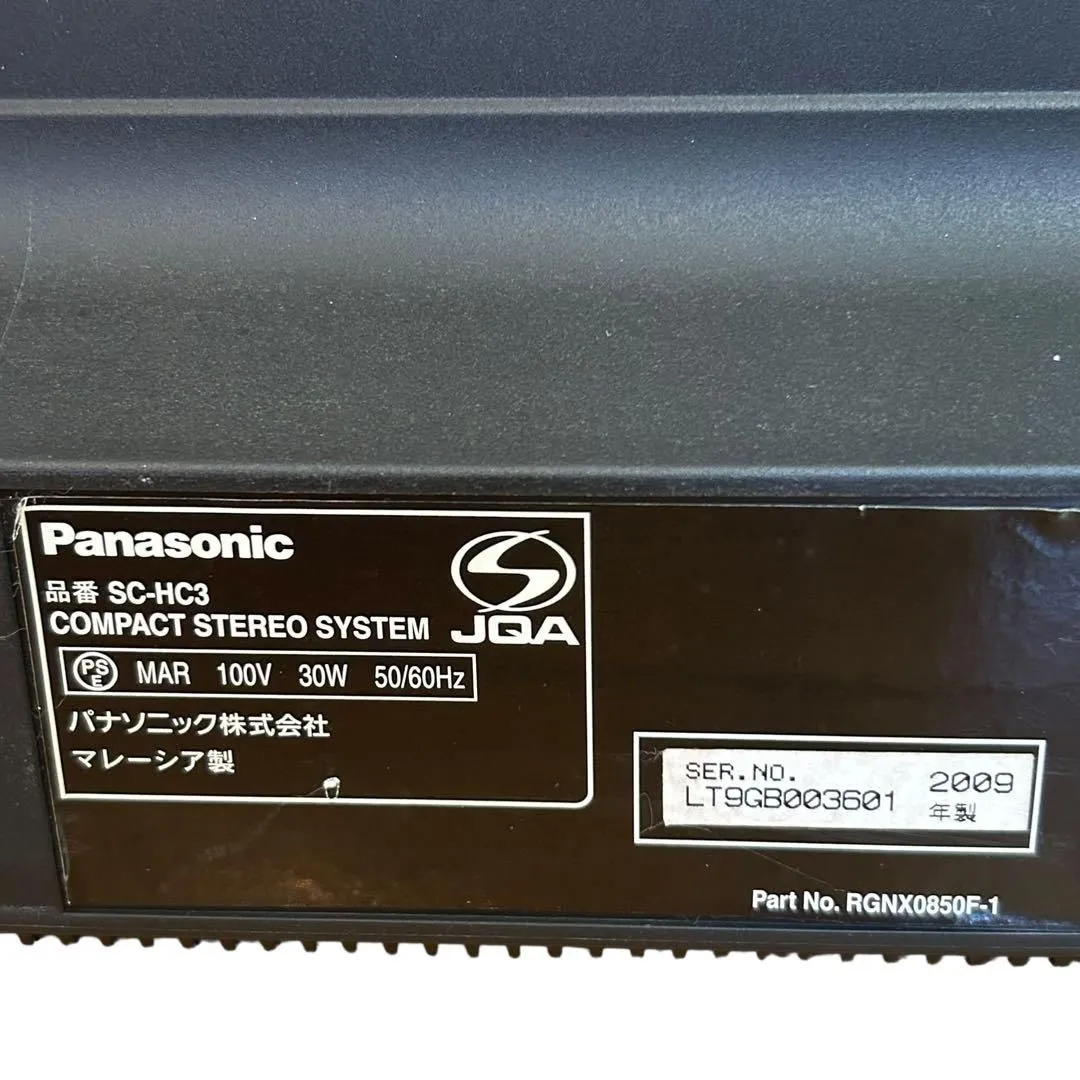 Panasonic
品番 SC-HC3
COMPACT STEREO SYSTEM
JQA
PSE MAR 100V 30W 50/60Hz
パナソニック株式会社
マレーシア製
SER.NO.
LT9GB003601
2009
年製
Part No. RGNX0850F-1